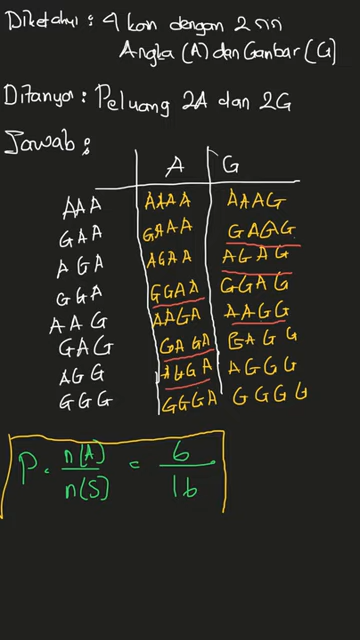 Diketahui : 4 koin dengan 2 sisi
Angka (A) dan Ganbar (G)
Ditanya : Peluang 2A dan 2G
Jawab :
A G
AAA AAAA AAAG
GAA GAAA GAGG
AGA AGAA AGAG
GGA GGAA GGAG
AAG AAGA AAGG
GAG GAGA GAGG
AGG AGGA AGGG
GGG GGGA GGGG
P = n(A)/n(S) = 6/16